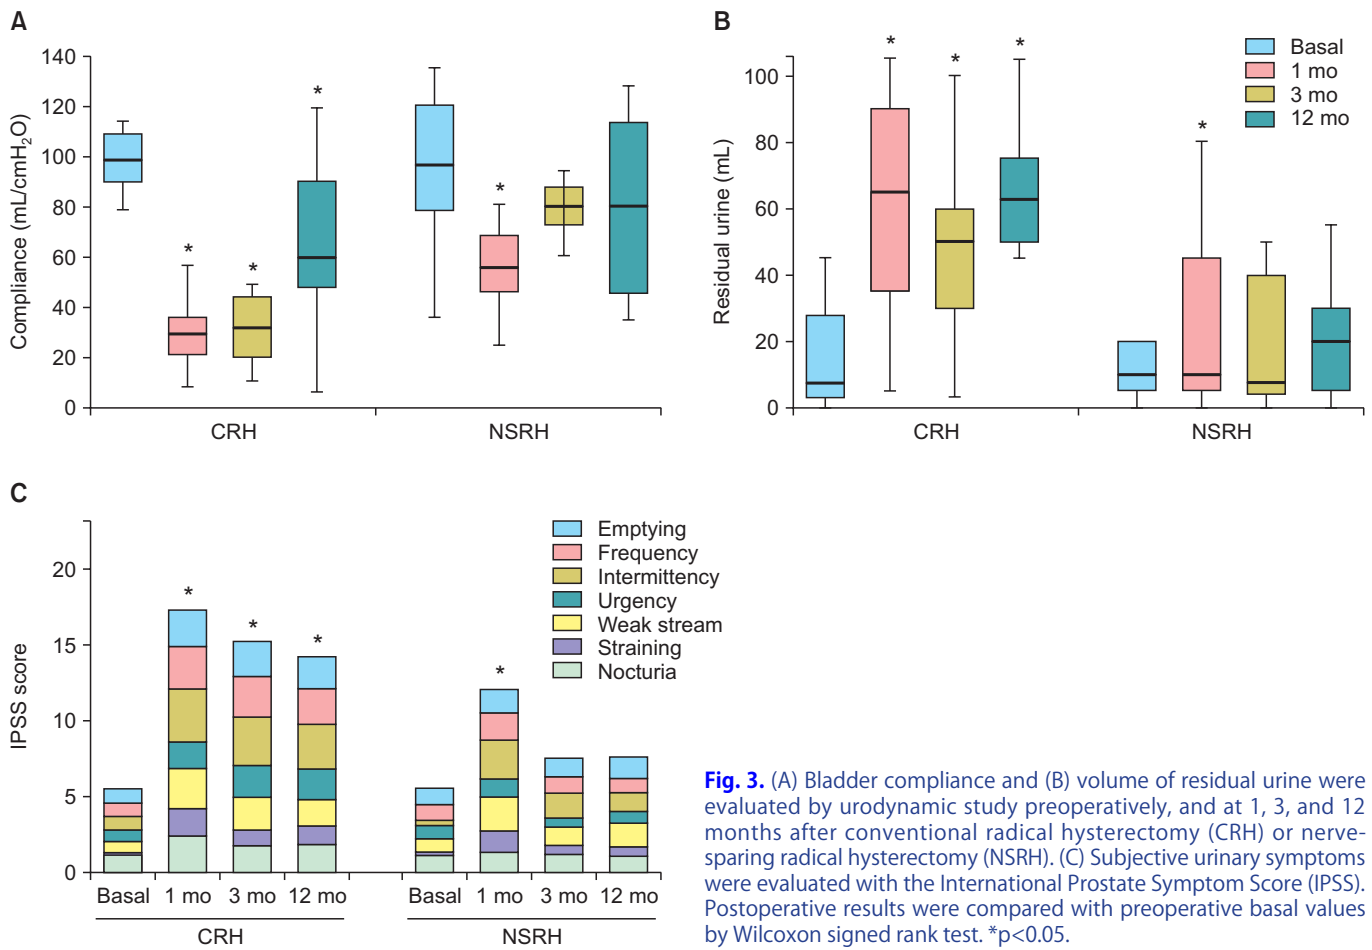 A
140
120
100
80
60
40
20
0
Compliance (mL/cmH₂O)
*
*
*
*
CRH
NSRH
B
100
80
60
40
20
0
Residual urine (mL)
*
*
*
*
Basal
1 mo
3 mo
12 mo
CRH
NSRH
C
20
15
10
5
0
IPSS score
*
*
*
*
Emptying
Frequency
Intermittency
Urgency
Weak stream
Straining
Nocturia
Basal 1 mo 3 mo 12 mo
Basal 1 mo 3 mo 12 mo
CRH
NSRH
Fig. 3. (A) Bladder compliance and (B) volume of residual urine were
evaluated by urodynamic study preoperatively, and at 1, 3, and 12
months after conventional radical hysterectomy (CRH) or nerve-
sparing radical hysterectomy (NSRH). (C) Subjective urinary symptoms
were evaluated with the International Prostate Symptom Score (IPSS).
Postoperative results were compared with preoperative basal values
by Wilcoxon signed rank test. *p<0.05.